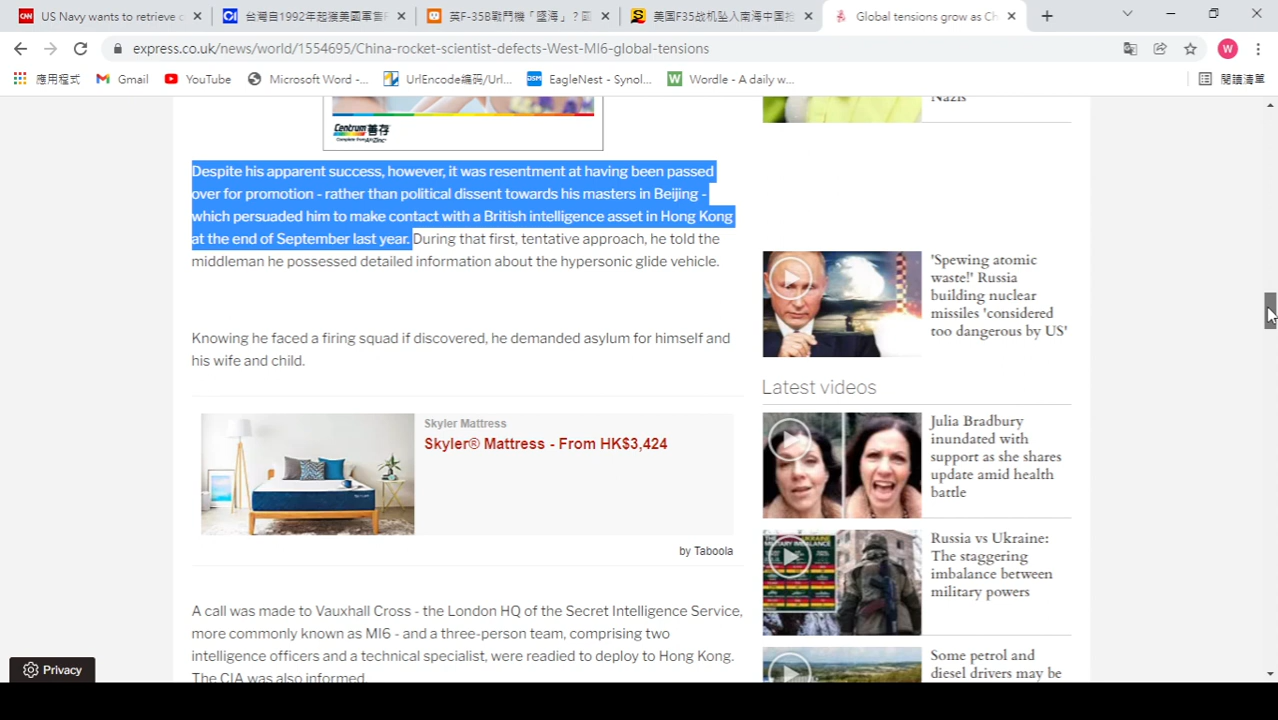 US Navy wants to retrieve c
台灣自1992年起獲美國軍售F
英F-35B戰鬥機「墜海」？
美国F35战机坠入南海中国抢
Global tensions grow as Ch
express.co.uk/news/world/1554695/China-rocket-scientist-defects-West-MI6-global-tensions
W
應用程式
Gmail
YouTube
Microsoft Word -...
UrlEncode编码/Url...
DSM
EagleNest - Synol...
W
Wordle - A daily w...
閱讀清單
Nazis
Centrum 善存
Complete from A to Zinc
Despite his apparent success, however, it was resentment at having been passed
over for promotion - rather than political dissent towards his masters in Beijing -
which persuaded him to make contact with a British intelligence asset in Hong Kong
at the end of September last year. During that first, tentative approach, he told the
middleman he possessed detailed information about the hypersonic glide vehicle.
Knowing he faced a firing squad if discovered, he demanded asylum for himself and
his wife and child.
Skyler Mattress
Skyler® Mattress - From HK$3,424
by Taboola
A call was made to Vauxhall Cross - the London HQ of the Secret Intelligence Service,
more commonly known as MI6 - and a three-person team, comprising two
intelligence officers and a technical specialist, were readied to deploy to Hong Kong.
The CIA was also informed.
'Spewing atomic
waste!' Russia
building nuclear
missiles 'considered
too dangerous by US'
Latest videos
Julia Bradbury
inundated with
support as she shares
update amid health
battle
Russia vs Ukraine:
The staggering
imbalance between
military powers
Some petrol and
diesel drivers may be
Privacy